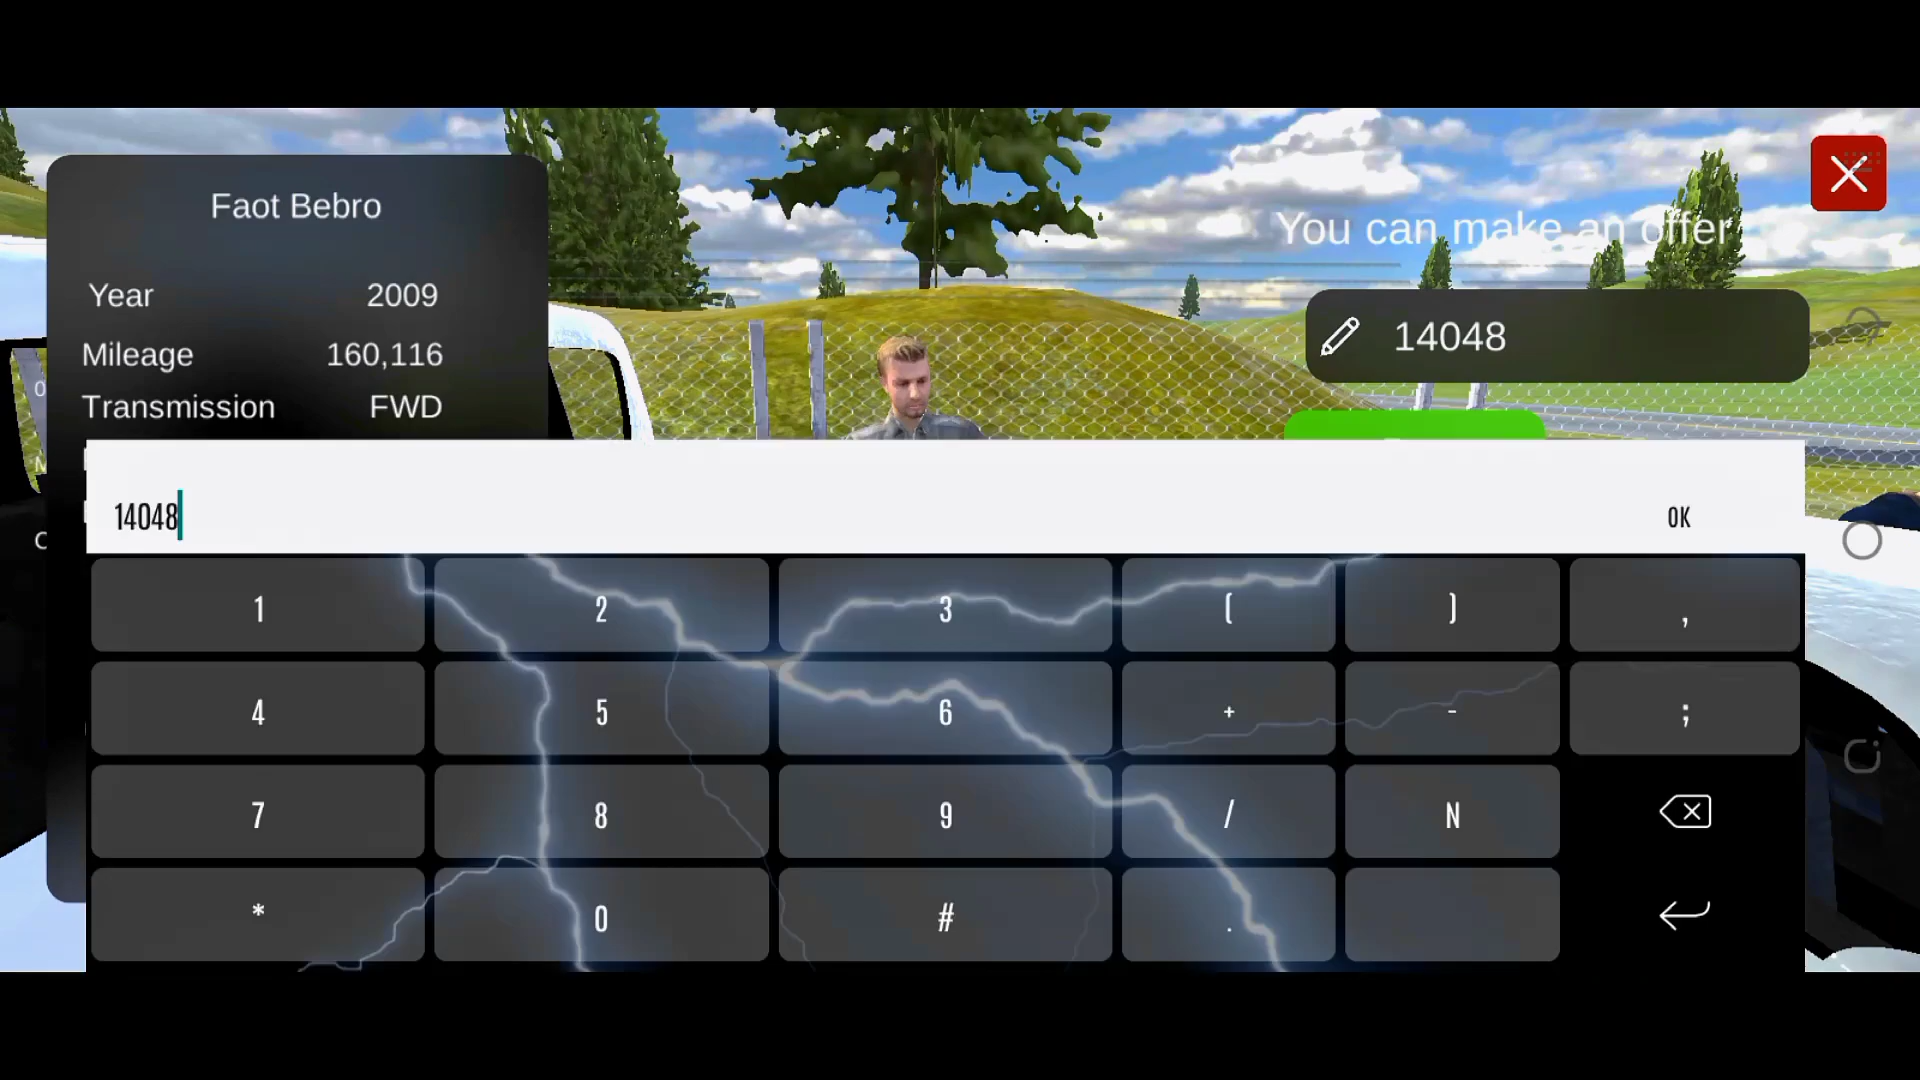 Faot Bebro
Year 2009
Mileage 160,116
Transmission FWD
You can make an offer
14048
14048
OK
1 2 3 ( ) ,
4 5 6 + - ;
7 8 9 / N
* 0 # .